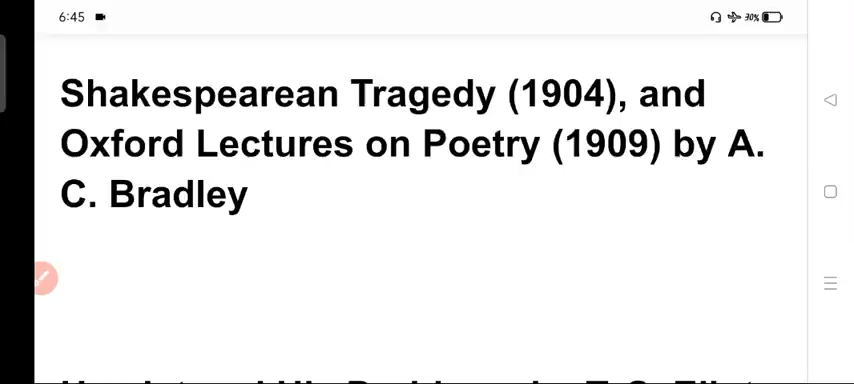 6:45
30%
Shakespearean Tragedy (1904), and
Oxford Lectures on Poetry (1909) by A.
C. Bradley